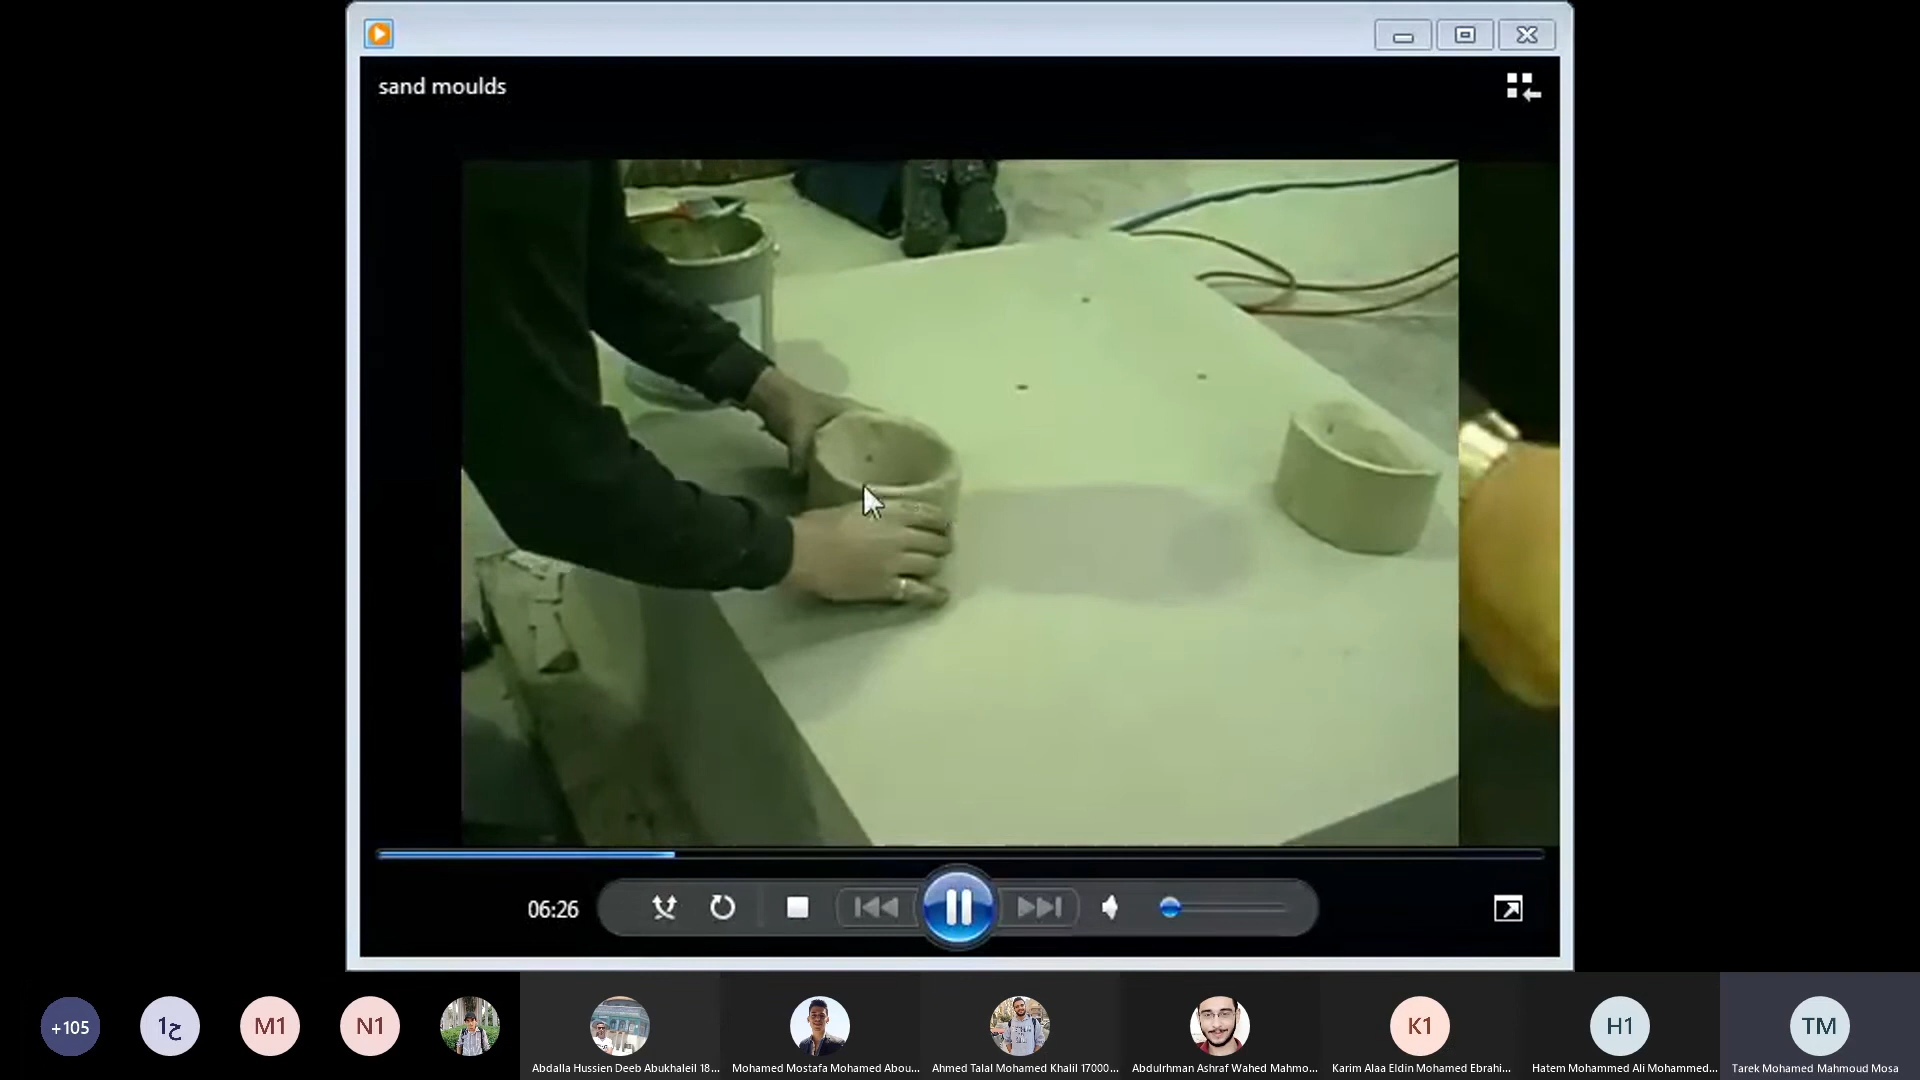 sand moulds
06:26
+105
ح1
M1
N1
K1
H1
TM
Abdalla Hussien Deeb Abukhaleil 18...
Mohamed Mostafa Mohamed Abou...
Ahmed Talal Mohamed Khalil 17000...
Abdulrhman Ashraf Wahed Mahmo...
Karim Alaa Eldin Mohamed Ebrahi...
Hatem Mohammed Ali Mohammed...
Tarek Mohamed Mahmoud Mosa